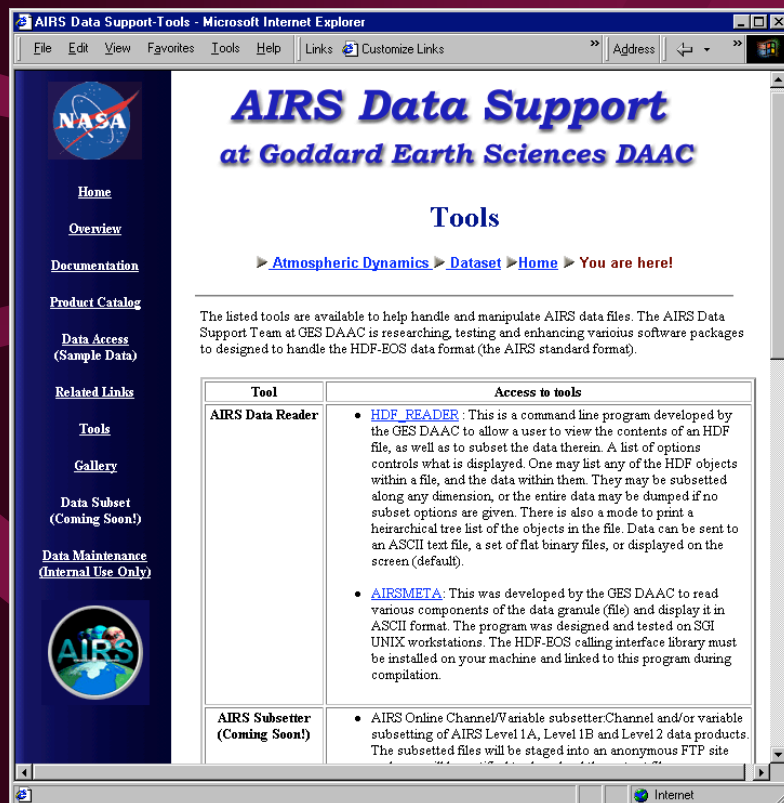 AIRS Data Support-Tools - Microsoft Internet Explorer
File Edit View Favorites Tools Help Links Customize Links » Address »
NASA
AIRS Data Support
at Goddard Earth Sciences DAAC
Home
Overview
Documentation
Product Catalog
Data Access
(Sample Data)
Related Links
Tools
Gallery
Data Subset
(Coming Soon!)
Data Maintenance
(Internal Use Only)
AIRS
Tools
Atmospheric Dynamics Dataset Home You are here!
The listed tools are available to help handle and manipulate AIRS data files. The AIRS Data
Support Team at GES DAAC is researching, testing and enhancing varioius software packages
to designed to handle the HDF-EOS data format (the AIRS standard format).
Tool Access to tools
AIRS Data Reader
• HDF_READER : This is a command line program developed by
the GES DAAC to allow a user to view the contents of an HDF
file, as well as to subset the data therein. A list of options
controls what is displayed. One may list any of the HDF objects
within a file, and the data within them. They may be subsetted
along any dimension, or the entire data may be dumped if no
subset options are given. There is also a mode to print a
heirarchical tree list of the objects in the file. Data can be sent to
an ASCII text file, a set of flat binary files, or displayed on the
screen (default).
• AIRSMETA: This was developed by the GES DAAC to read
various components of the data granule (file) and display it in
ASCII format. The program was designed and tested on SGI
UNIX workstations. The HDF-EOS calling interface library must
be installed on your machine and linked to this program during
compilation.
AIRS Subsetter
(Coming Soon!)
• AIRS Online Channel/Variable subsetter:Channel and/or variable
subsetting of AIRS Level 1A, Level 1B and Level 2 data products.
The subsetted files will be staged into an anonymous FTP site
Internet